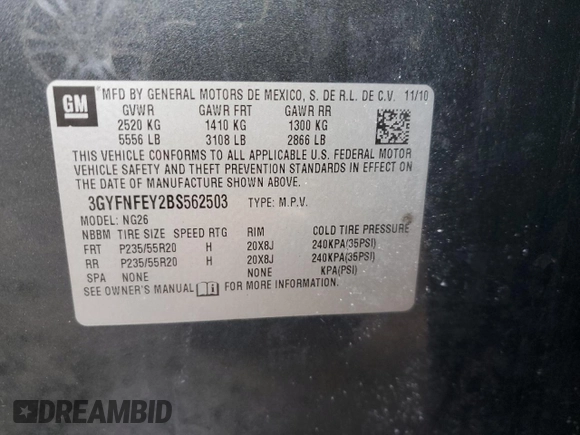 GM
MFD BY GENERAL MOTORS DE MEXICO, S. DE R.L. DE C.V. 11/10
GVWR GAWR FRT GAWR RR
2520 KG 1410 KG 1300 KG
5556 LB 3108 LB 2866 LB
THIS VEHICLE CONFORMS TO ALL APPLICABLE U.S. FEDERAL MOTOR
VEHICLE SAFETY AND THEFT PREVENTION STANDARDS IN EFFECT ON
THE DATE OF MANUFACTURE SHOWN ABOVE.
3GYFNFEY2BS562503 TYPE: M.P.V.
MODEL: NG26
NBBM TIRE SIZE SPEED RTG RIM COLD TIRE PRESSURE
FRT P235/55R20 H 20X8J 240KPA(35PSI)
RR P235/55R20 H 20X8J 240KPA(35PSI)
SPA NONE NONE KPA(PSI)
SEE OWNER'S MANUAL FOR MORE INFORMATION.
DREAMBID